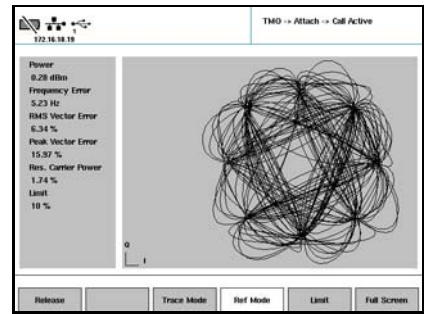 1
172.16.18.19
TMO -> Attach -> Call Active
Power
0.28 dBm
Frequency Error
5.23 Hz
RMS Vector Error
6.34 %
Peak Vector Error
15.97 %
Res. Carrier Power
1.74 %
Limit
10 %
Q
I
Release
Trace Mode
Ref Mode
Limit
Full Screen